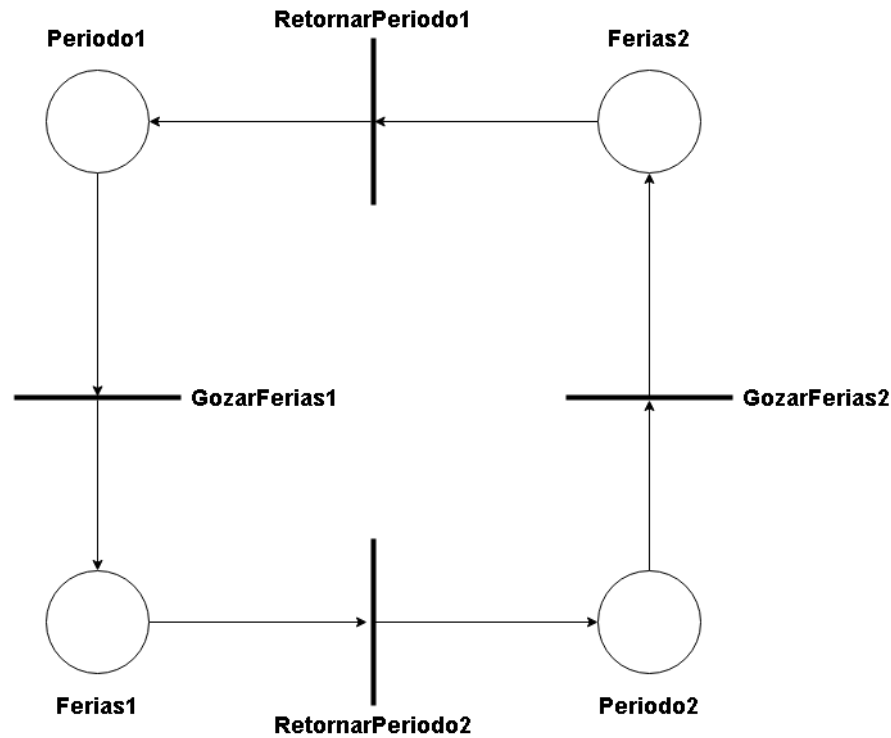 RetornarPeriodo1
Periodo1
Ferias2
GozarFerias1
GozarFerias2
Ferias1
Periodo2
RetornarPeriodo2